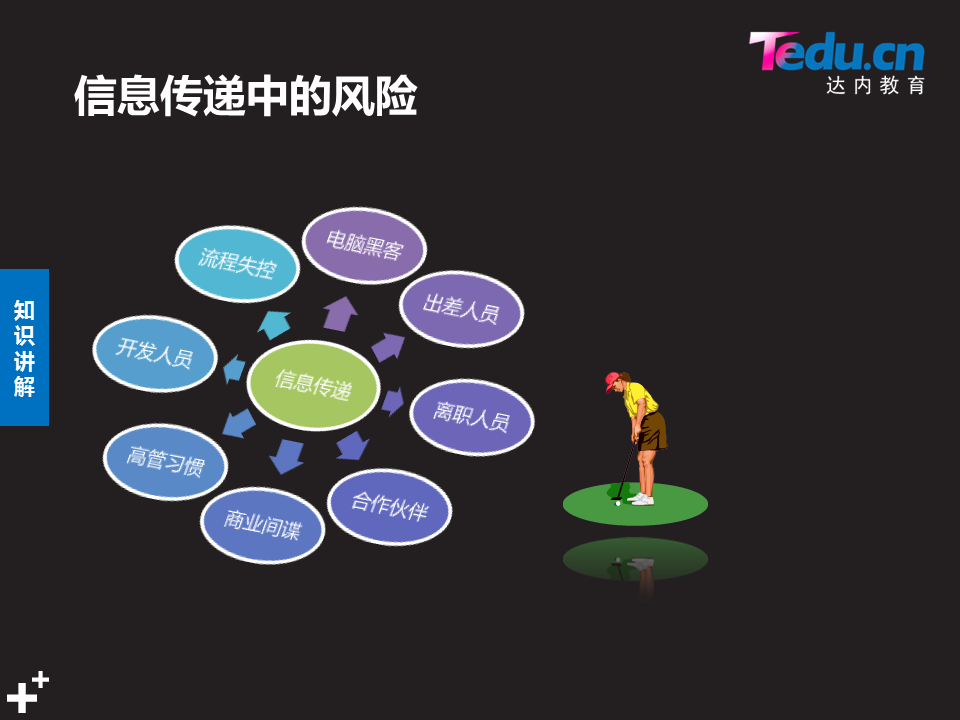 Tedu.cn
达内教育
信息传递中的风险
知识讲解
电脑黑客
流程失控
出差人员
开发人员
信息传递
离职人员
高管习惯
合作伙伴
商业间谍